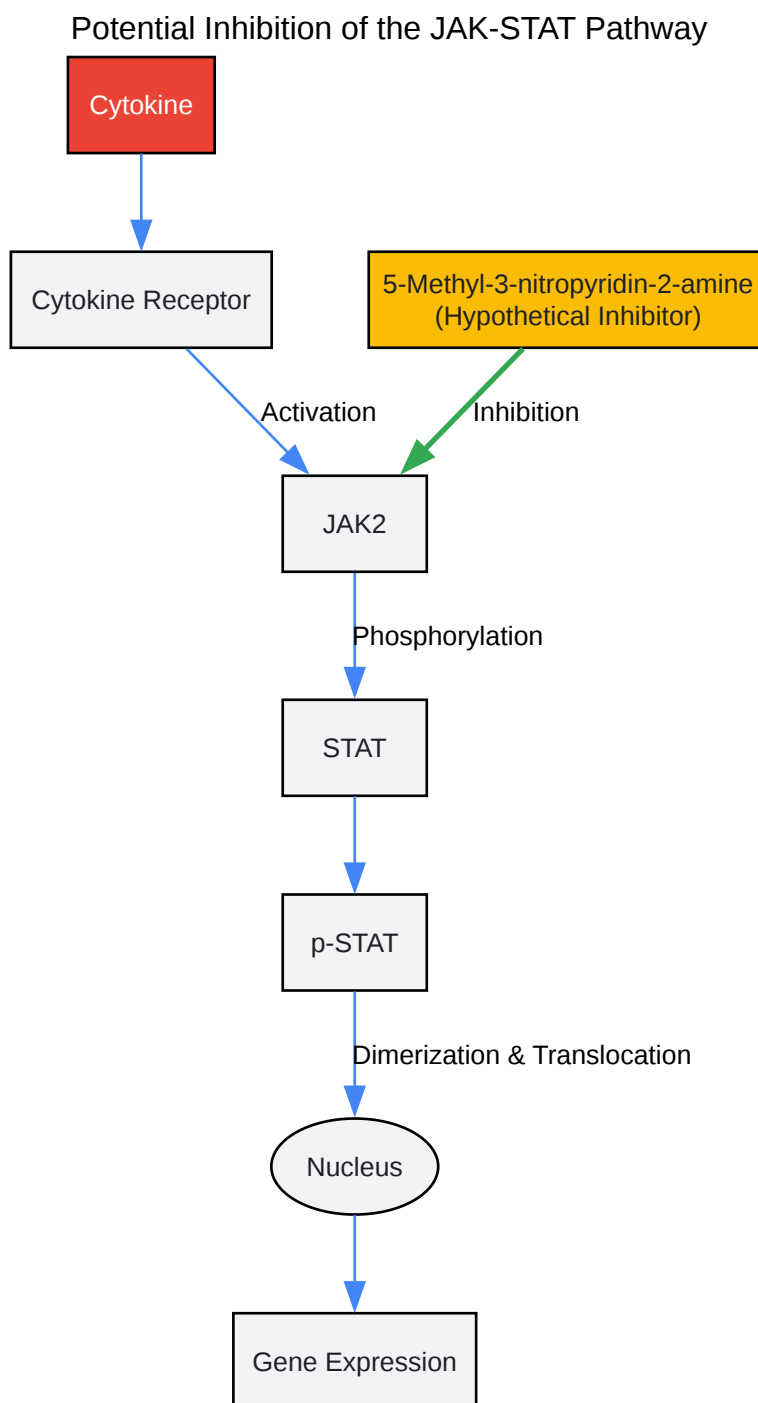 Potential Inhibition of the JAK-STAT Pathway
Cytokine
Cytokine Receptor
5-Methyl-3-nitropyridin-2-amine
(Hypothetical Inhibitor)
Activation
Inhibition
JAK2
Phosphorylation
STAT
p-STAT
Dimerization & Translocation
Nucleus
Gene Expression